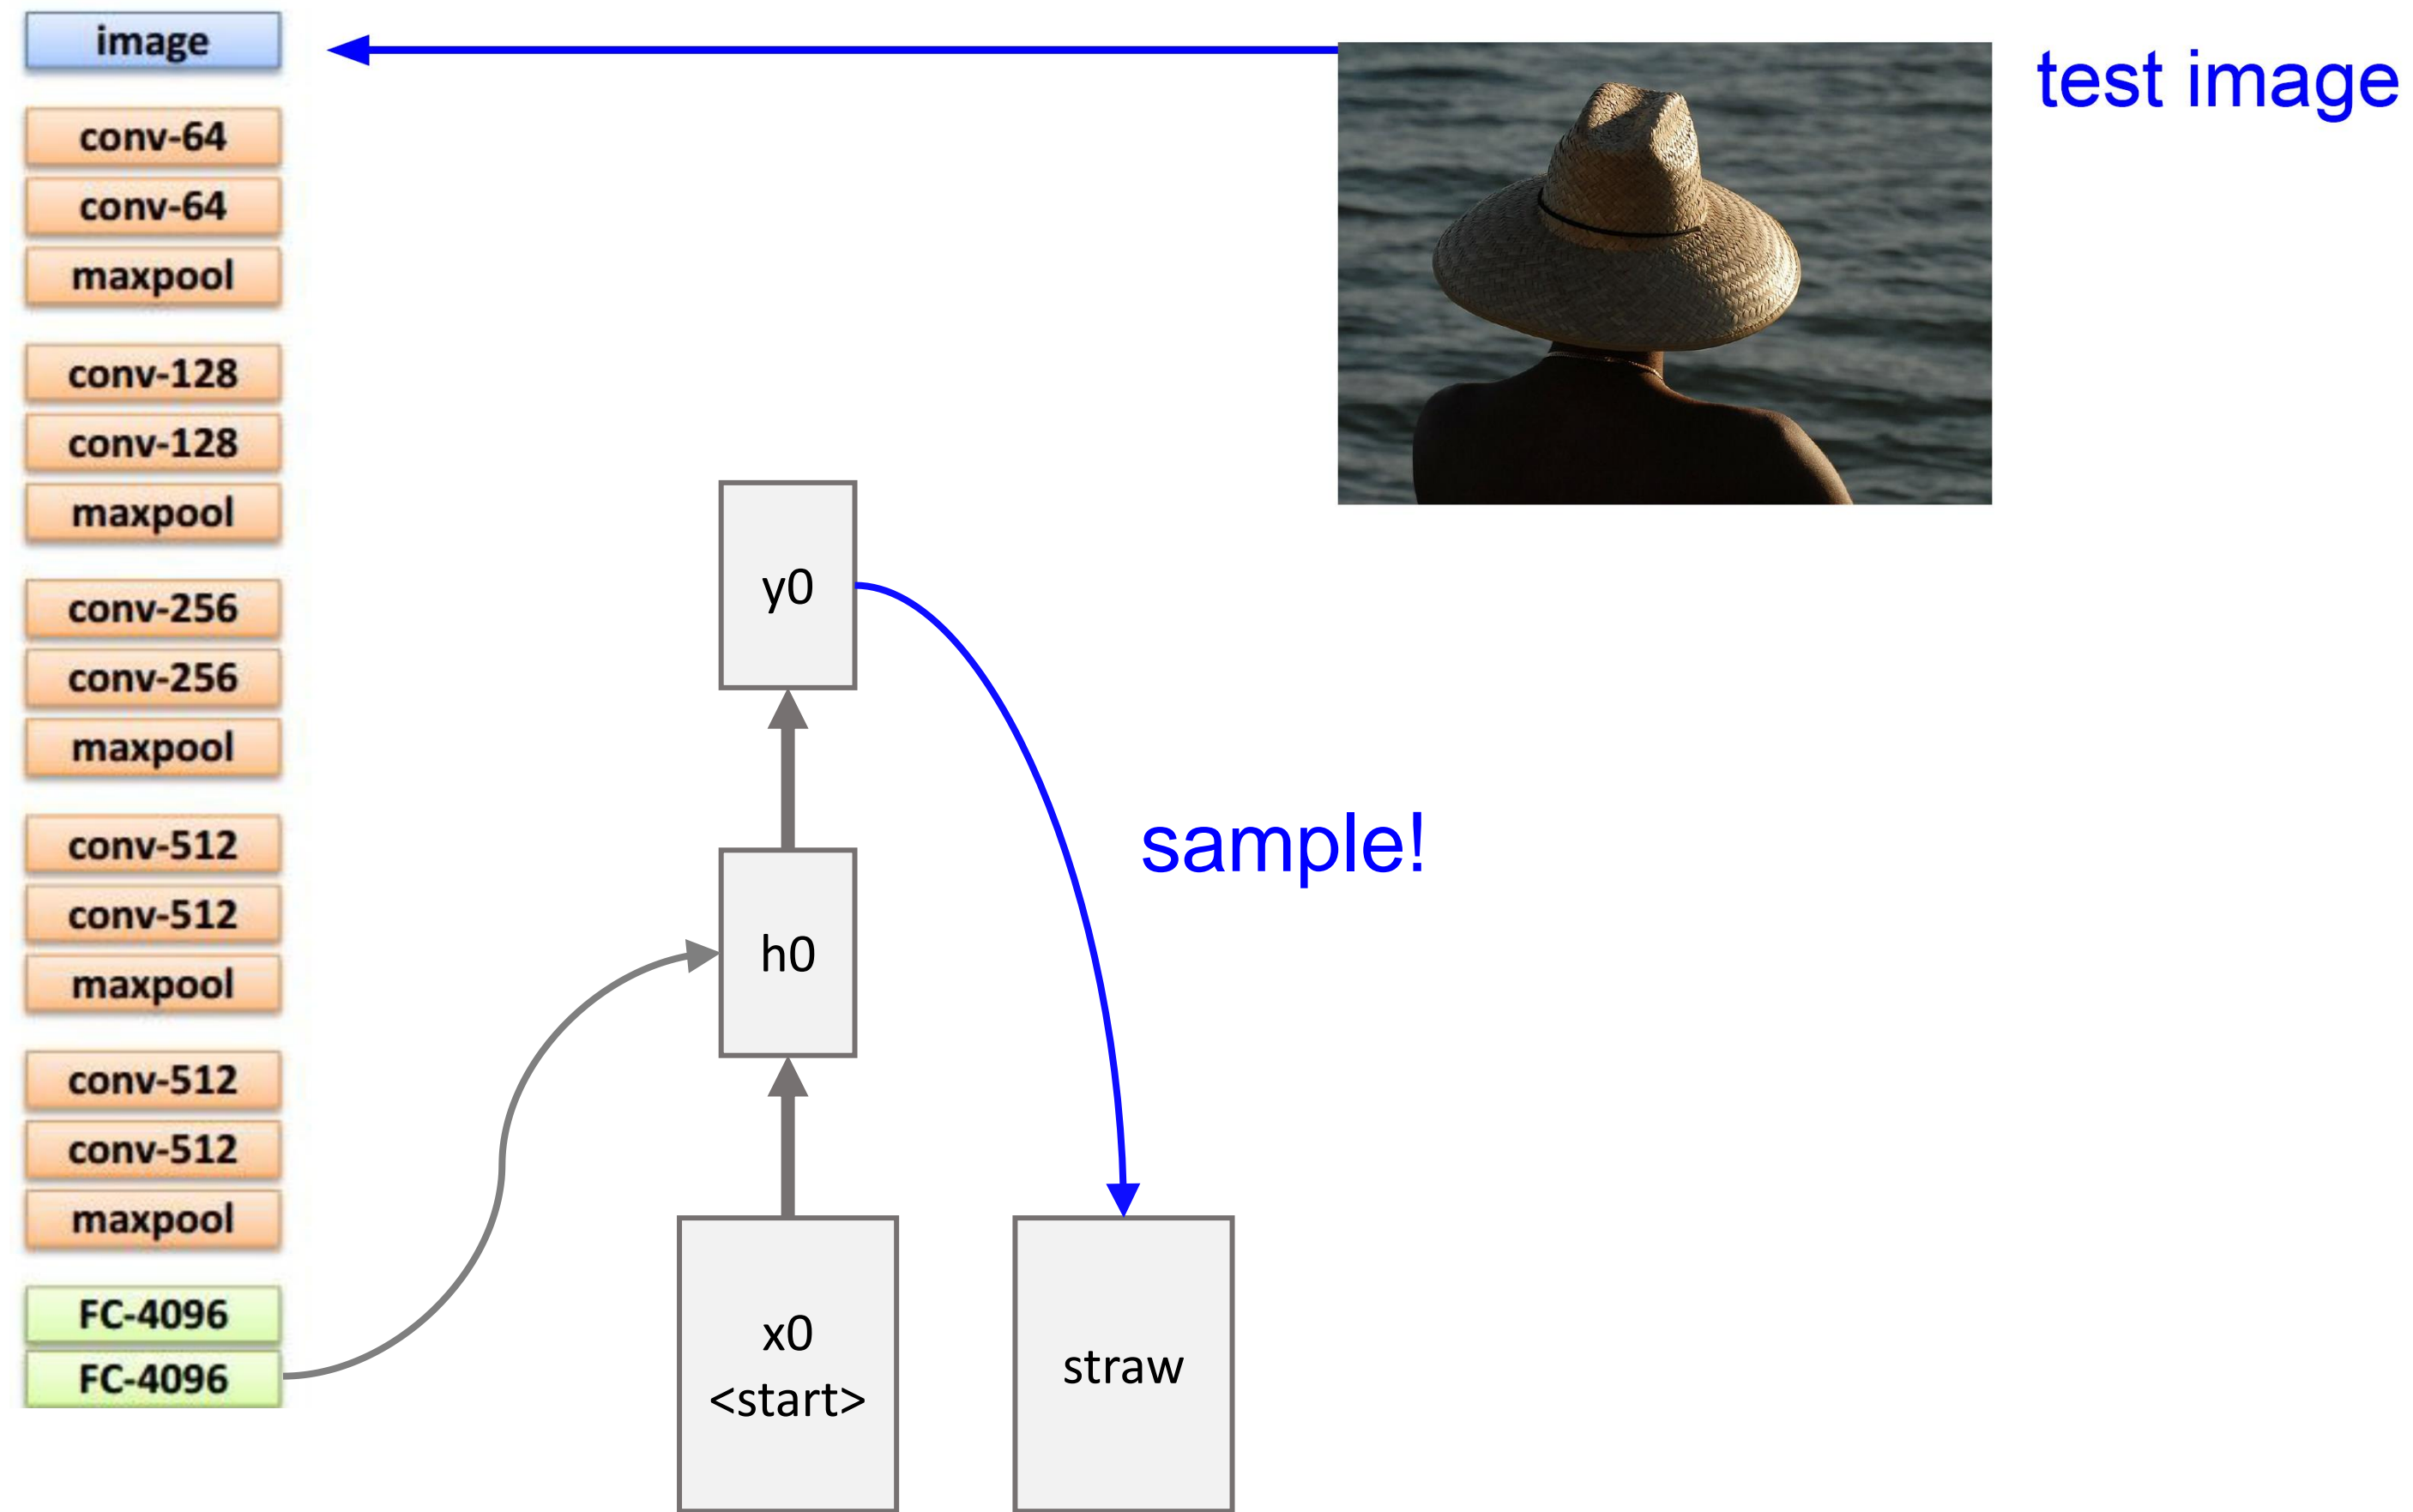 image
conv-64
conv-64
maxpool
conv-128
conv-128
maxpool
conv-256
conv-256
maxpool
conv-512
conv-512
maxpool
conv-512
conv-512
maxpool
FC-4096
FC-4096
y0
h0
x0
<start>
straw
sample!
test image